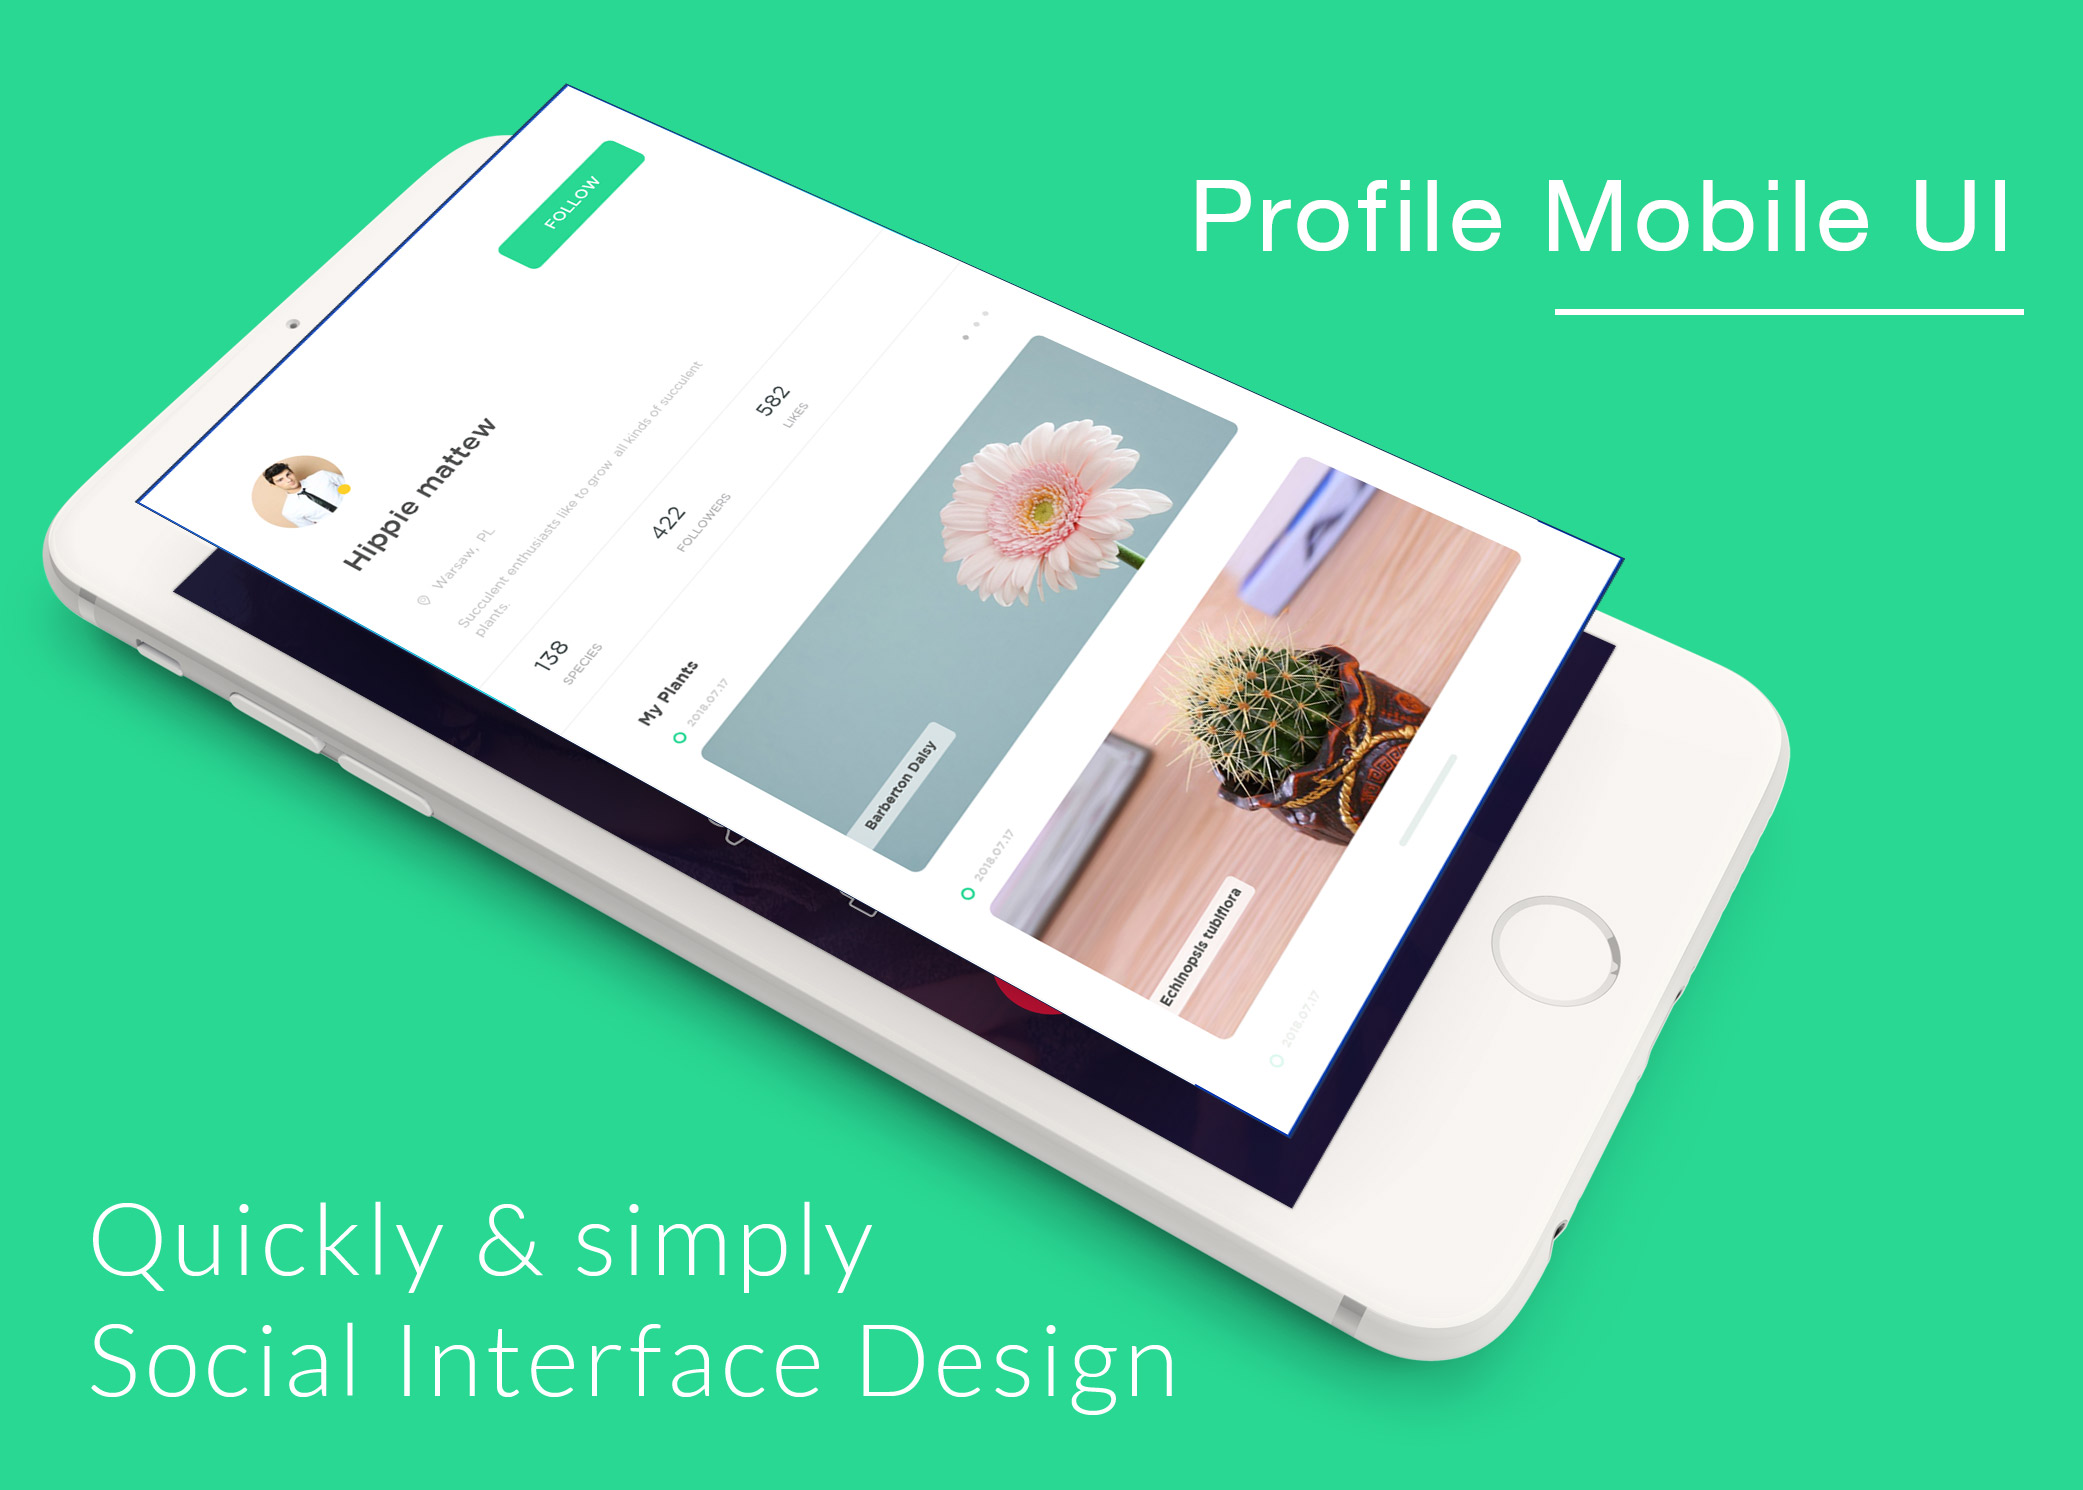 Profile Mobile UI
FOLLOW
Hippie mattew
Warsaw, PL
Succulent enthusiasts like to grow all kinds of succulent
plants.
138
SPECIES
422
FOLLOWERS
582
LIKES
My Plants
2018.07.17
Barberton Daisy
2018.07.17
Echinopsis tubiflora
2018.07.17
Quickly & simply
Social Interface Design